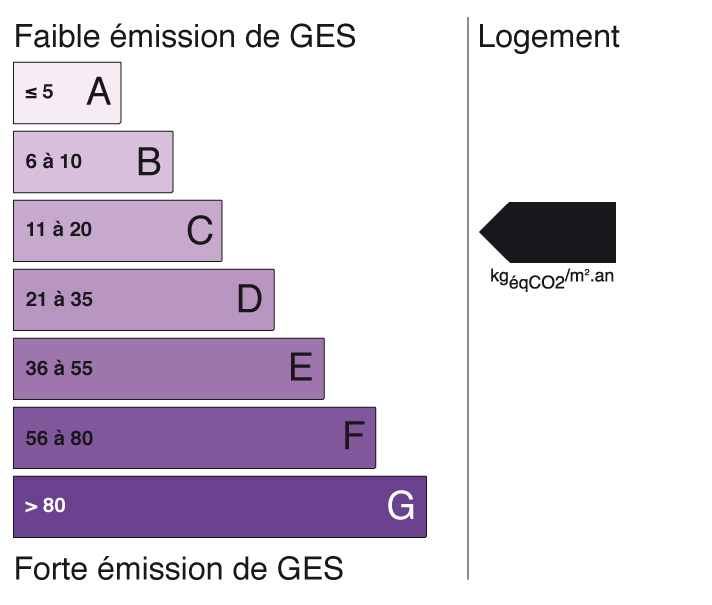 Faible émission de GES
≤ 5 A
6 à 10 B
11 à 20 C
21 à 35 D
36 à 55 E
56 à 80 F
> 80 G
Forte émission de GES
Logement
kgéqCO2/m².an